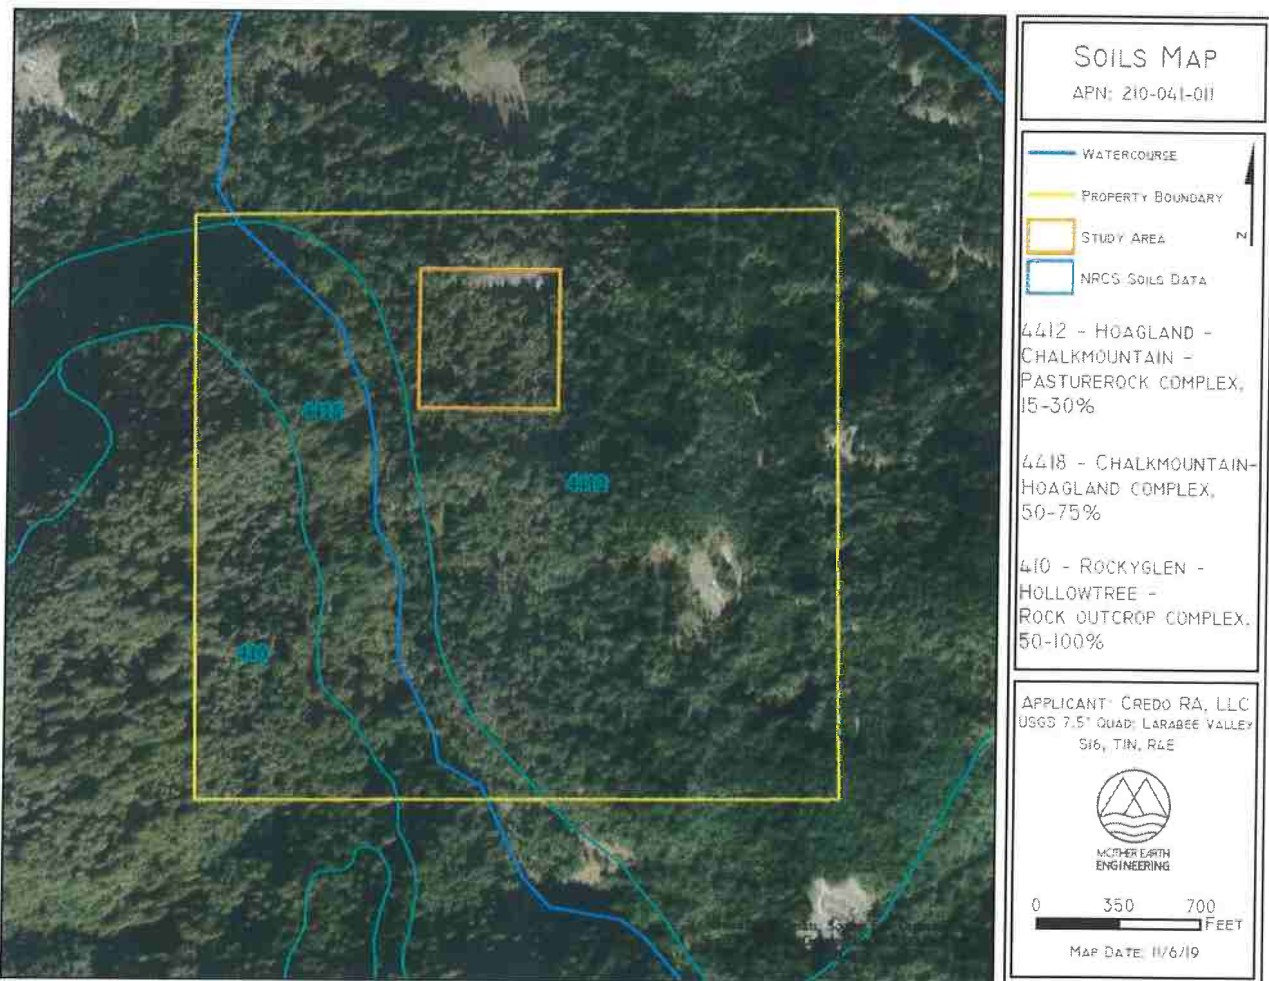 SOILS MAP
APN: 210-041-011
WATERCOURSE
PROPERTY BOUNDARY
STUDY AREA
N
NRCS SOILS DATA
4412 - HOAGLAND -
CHALKMOUNTAIN -
PASTUREROCK COMPLEX,
15-30%
4418 - CHALKMOUNTAIN-
HOAGLAND COMPLEX,
50-75%
410 - ROCKYGLEN -
HOLLOWTREE -
ROCK OUTCROP COMPLEX,
50-100%
APPLICANT: CREDO RA, LLC
USGS 7.5" QUAD: LARABEE VALLEY
S16, T1N, R4E
MOTHER EARTH
ENGINEERING
0 350 700
FEET
MAP DATE: 11/6/19
410